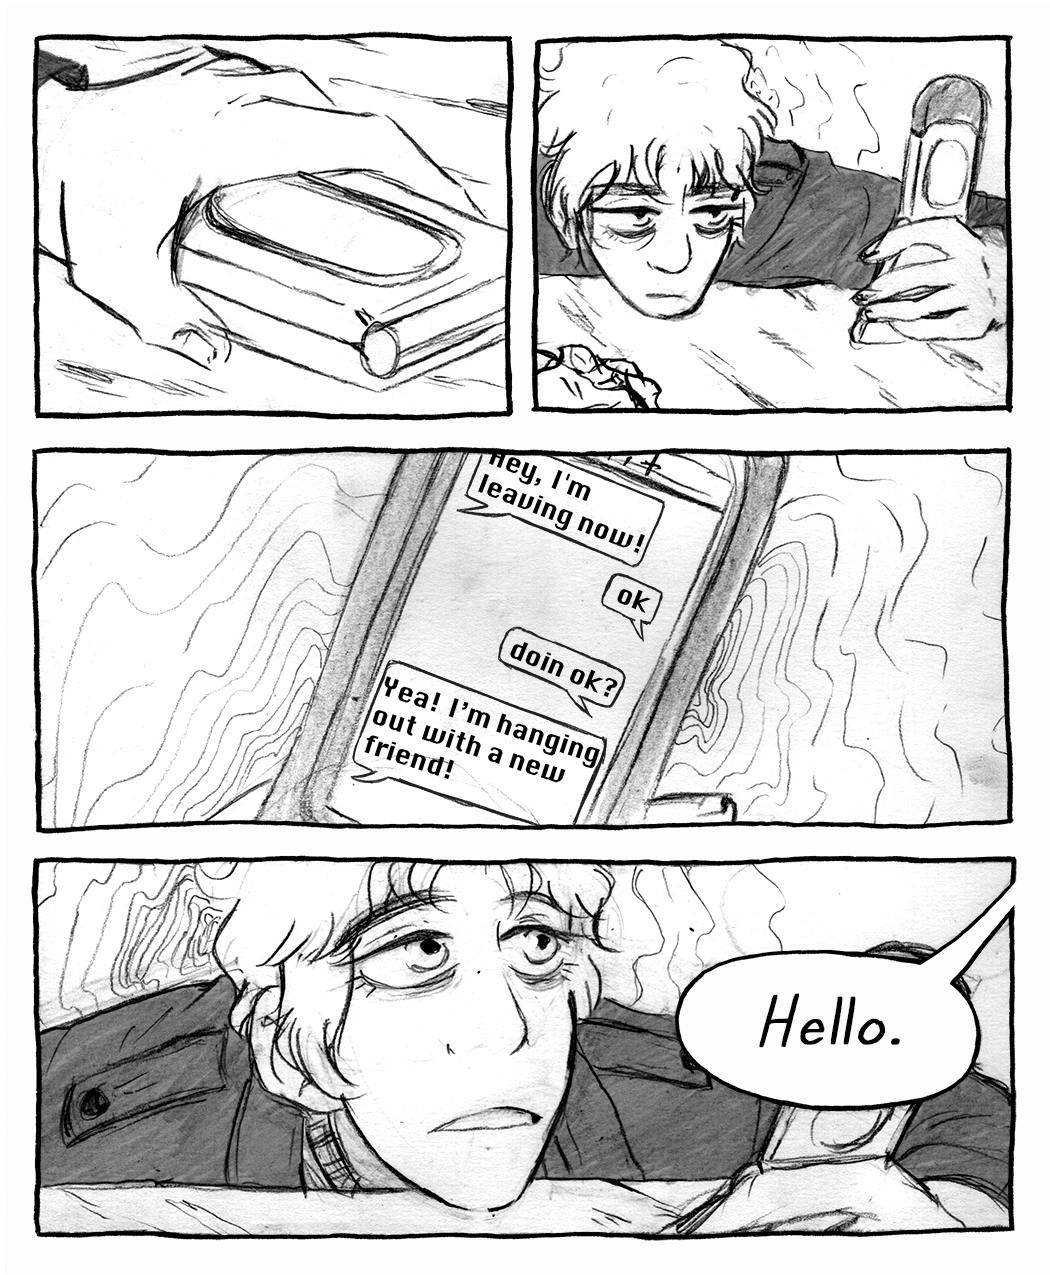 Hey, I'm
leaving now!
ok
doin ok?
Yea! I'm hanging
out with a new
friend!
Hello.